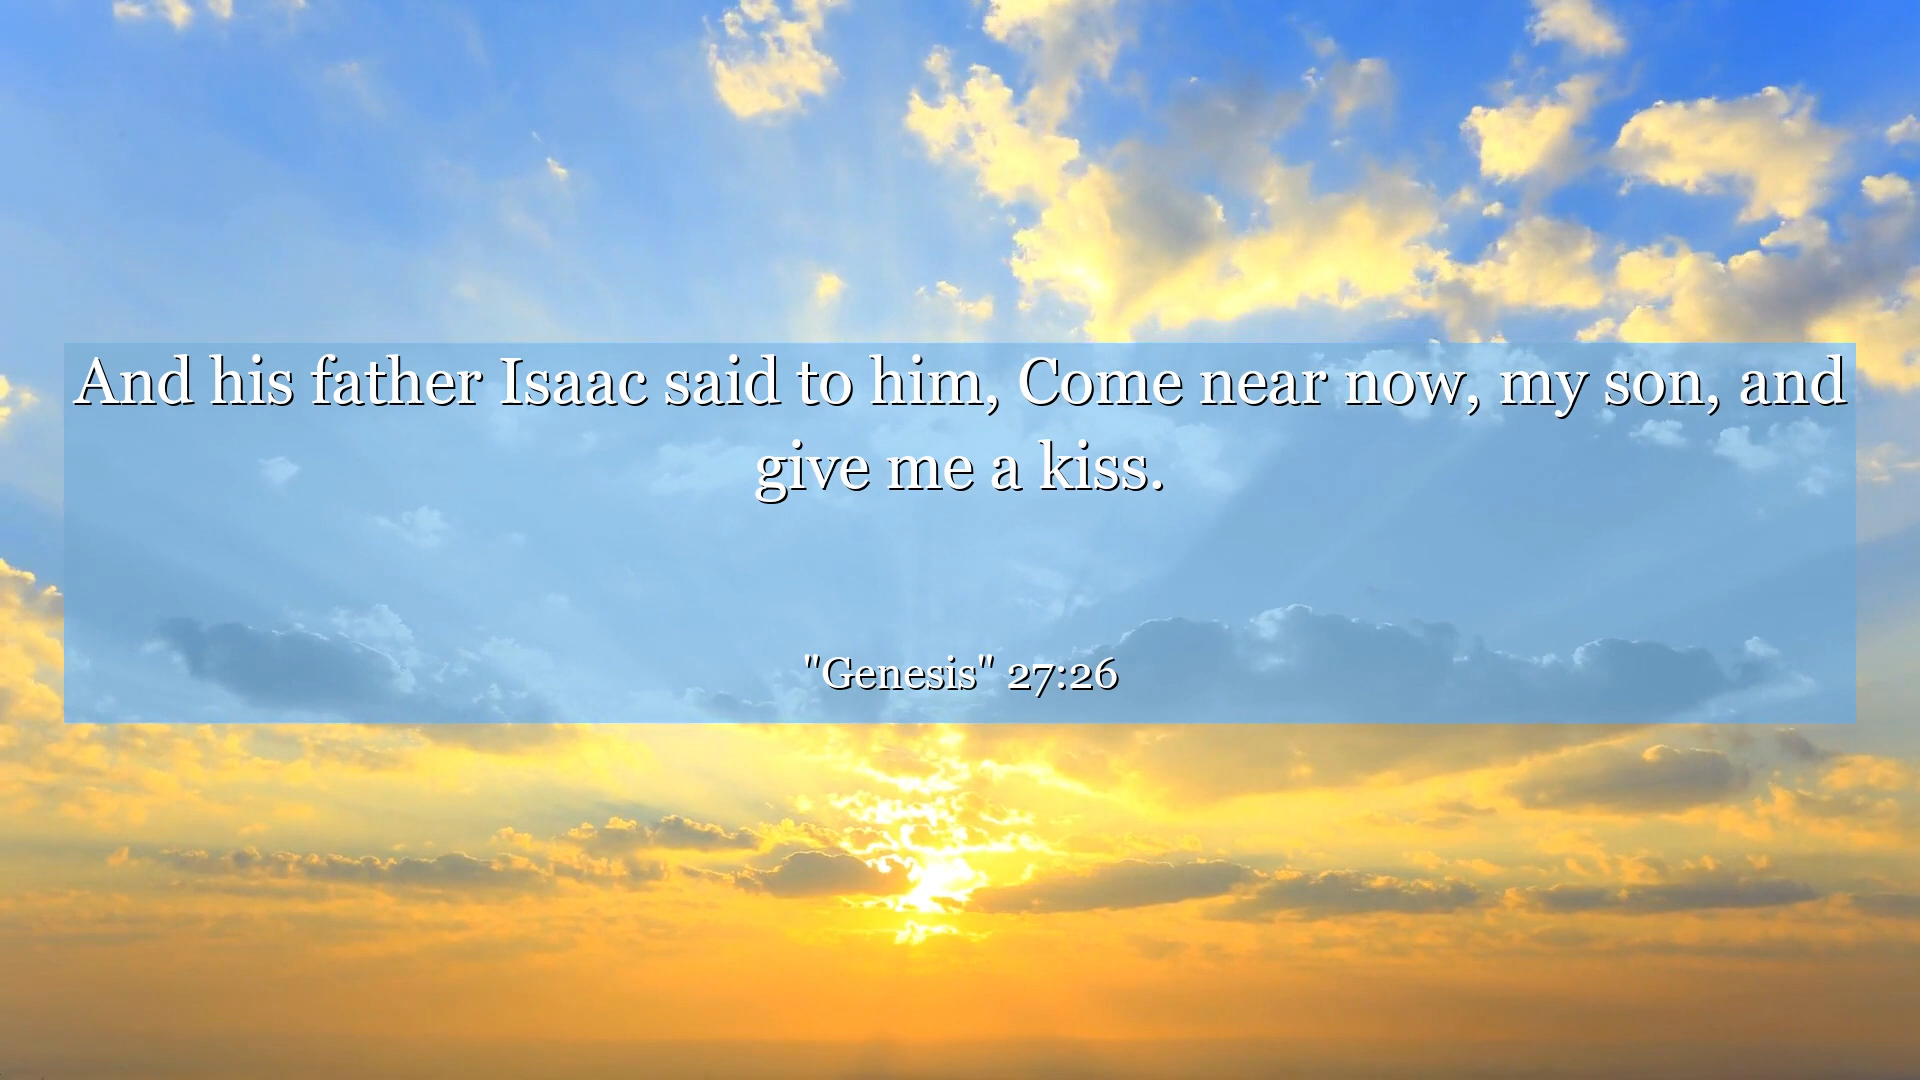 And his father Isaac said to him, Come near now, my son, and
give me a kiss.
"Genesis" 27:26